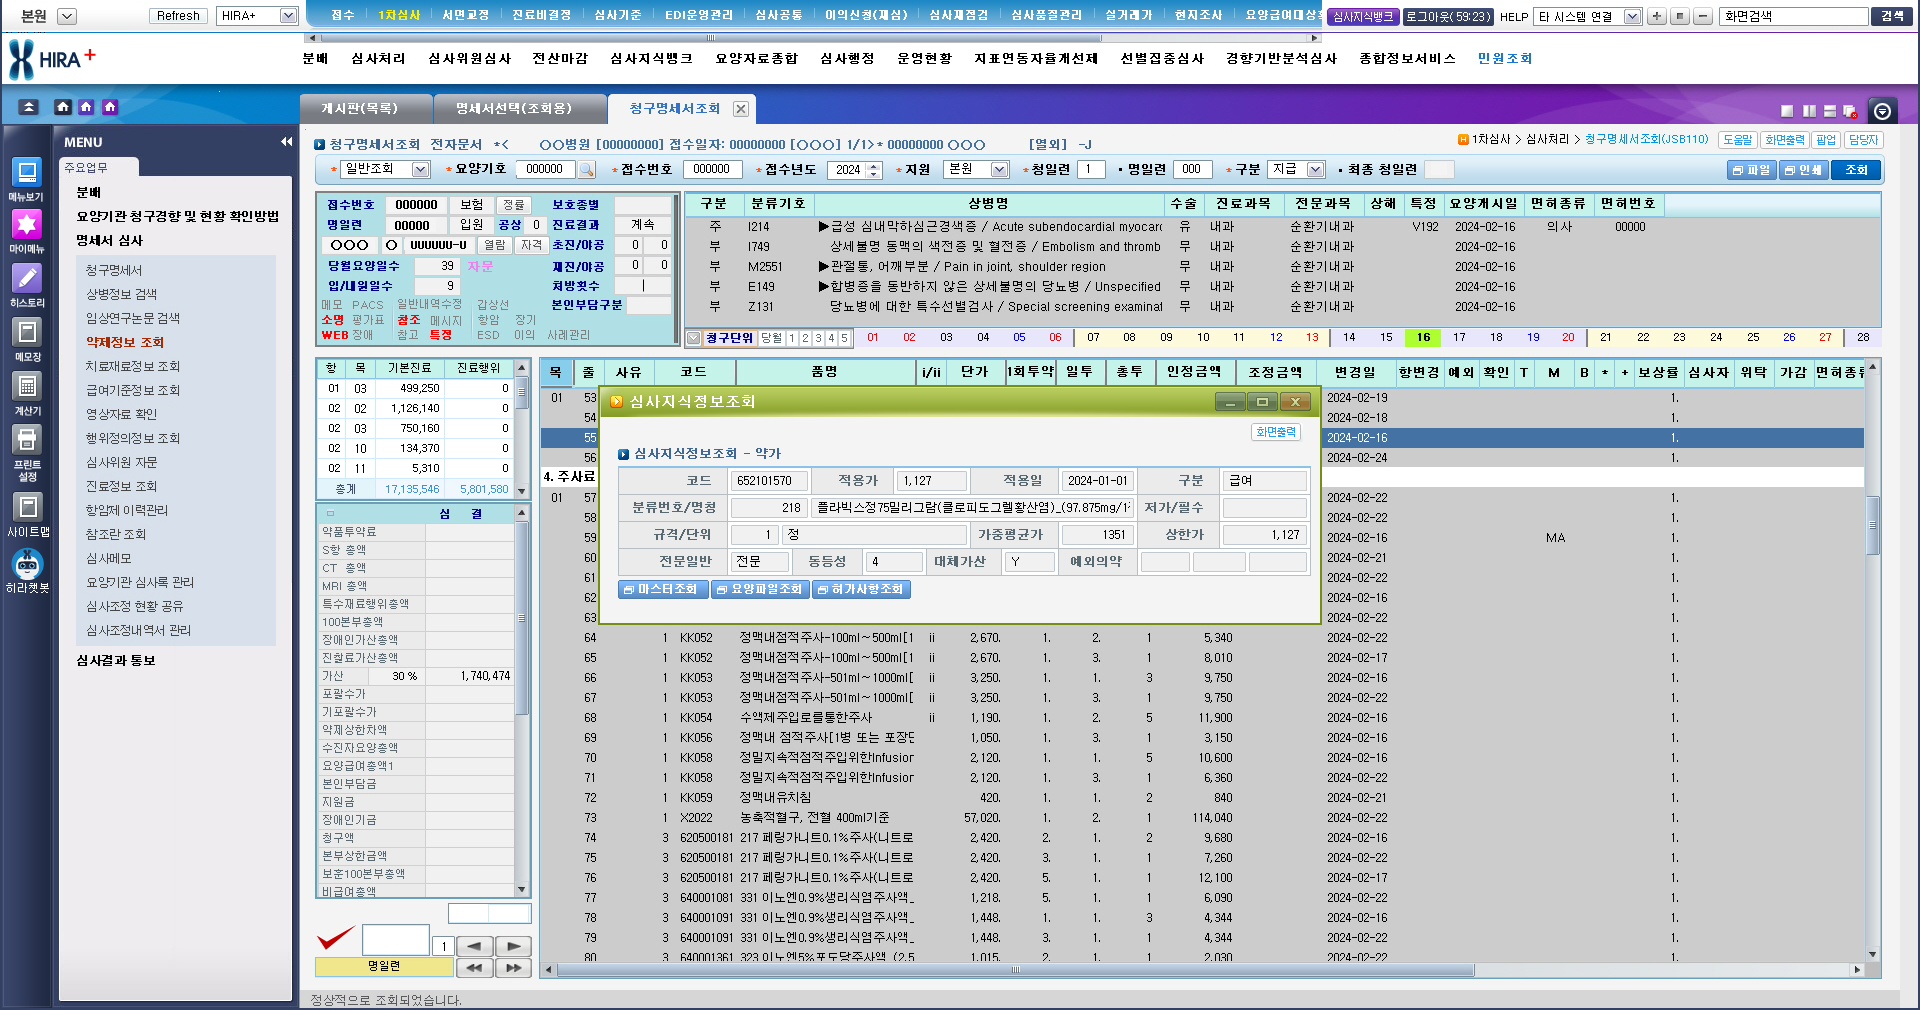 본원 Refresh HIRA+ 접수 1차심사 서면교정 진료비결정 심사기준 EDI운영관리 심사공통 이의신청(재심) 심사재점검 심사품질관리 실거래가 현지조사 요양급여대상 심사지식뱅크 로그아웃(59:23) HELP 타 시스템 연결 화면검색 검색
HIRA+ 분배 심사처리 심사위원심사 전산마감 심사지식뱅크 요양자료종합 심사행정 운영현황 지표연동자율개선제 선별집중심사 경향기반분석심사 종합정보서비스 민원조회
게시판(목록) 명세서선택(조회용) 청구명세서조회
MENU
주요업무
분배
요양기관 청구경향 및 현황 확인방법
명세서 심사
청구명세서
상병정보 검색
임상연구논문 검색
약제정보 조회
치료재료정보 조회
급여기준정보 조회
영상자료 확인
행위정의정보 조회
심사위원 자문
진료정보 조회
항암제 이력관리
참조란 조회
심사메모
요양기관 심사록 관리
심사조정 현황 공유
심사조정내역서 관리
심사결과 통보
메뉴보기
마이메뉴
히스토리
메모장
계산기
프린트
설정
사이트맵
히라챗봇
청구명세서조회 전자문서 *< ○○병원 [00000000] 접수일자: 00000000 [○○○] 1/1>* 00000000 ○○○ [열외] -J
1차심사 > 심사처리 > 청구명세서조회(JSB110) 도움말 화면출력 팝업 담당자
* 일반조회 * 요양기호 000000 * 접수번호 000000 * 접수년도 2024 * 지원 본원 * 청일련 1 • 명일련 000 * 구분 지급 • 최종 청일련 파일 인쇄 조회
접수번호 000000 보험 정률 보호종별
명일련 00000 입원 공상 0 진료결과 계속
○○○ ○ UUUUUU-U 열람 자격 초진/야공 0 0
당월요양일수 39 자문 재진/야공 0 0
입/내원일수 9 처방횟수
메모 PACS 일반내역수정 갑상선 본인부담구분
소명 평가표 참조 메시지 항암 장기
WEB 장애 참고 특정 ESD 이의 사례관리
구분 분류기호 상병명 수술 진료과목 전문과목 상해 특정 요양개시일 면허종류 면허번호
주 I214 ▶급성 심내막하심근경색증 / Acute subendocardial myocard 유 내과 순환기내과 V192 2024-02-16 의사 00000
부 I749 상세불명 동맥의 색전증 및 혈전증 / Embolism and thromb 무 내과 순환기내과 2024-02-16
부 M2551 ▶관절통, 어깨부분 / Pain in joint, shoulder region 무 내과 순환기내과 2024-02-16
부 E149 ▶합병증을 동반하지 않은 상세불명의 당뇨병 / Unspecified 무 내과 순환기내과 2024-02-16
부 Z131 당뇨병에 대한 특수선별검사 / Special screening examinat 무 내과 순환기내과 2024-02-16
청구단위 당월 1 2 3 4 5 01 02 03 04 05 06 07 08 09 10 11 12 13 14 15 16 17 18 19 20 21 22 23 24 25 26 27 28
항 목 기본진료 진료행위
01 03 499,250 0
02 02 1,126,140 0
02 03 750,160 0
02 10 134,370 0
02 11 5,310 0
총계 17,135,546 5,801,580
심 결
약품투약료
S항 총액
CT 총액
MRI 총액
특수재료행위총액
100본부총액
장애인가산총액
진찰료가산총액
가산 30 % 1,740,474
포괄수가
기포괄수가
약제상한차액
수진자요양총액
요양급여총액1
본인부담금
지원금
장애인기금
청구액
본부상한금액
보훈100본부총액
비급여총액
1
명일련
목 줄 사유 코드 품명 i/ii 단가 1회투약 일투 총투 인정금액 조정금액 변경일 항변경 예외 확인 T M B * + 보상률 심사자 위탁 가감 면허종류
01 53 2024-02-19 1.
54 2024-02-18 1.
55 2024-02-16 1.
56 2024-02-24 1.
4. 주사료
01 57 2024-02-22 1.
58 2024-02-22 1.
59 2024-02-16 MA 1.
60 2024-02-21 1.
61 2024-02-22 1.
62 2024-02-16 1.
63 2024-02-22 1.
심사지식정보조회
화면출력
심사지식정보조회 - 약가
코드 652101570 적용가 1,127 적용일 2024-01-01 구분 급여
분류번호/명칭 218 플라빅스정75밀리그람(클로피도그렐황산염)_(97.875mg/1 저가/필수
규격/단위 1 정 가중평균가 1351 상한가 1,127
전문일반 전문 동등성 4 대체가산 Y 예외의약
마스터조회 요양파일조회 허가사항조회
64 1 KK052 정맥내점적주사-100ml~500ml[1 ii 2,670. 1. 2. 1 5,340 2024-02-22 1.
65 1 KK052 정맥내점적주사-100ml~500ml[1 ii 2,670. 1. 3. 1 8,010 2024-02-17 1.
66 1 KK053 정맥내점적주사-501ml~1000ml[ ii 3,250. 1. 1. 3 9,750 2024-02-16 1.
67 1 KK053 정맥내점적주사-501ml~1000ml[ ii 3,250. 1. 3. 1 9,750 2024-02-22 1.
68 1 KK054 수액제주입로를통한주사 ii 1,190. 1. 2. 5 11,900 2024-02-16 1.
69 1 KK056 정맥내 점적주사[1병 또는 포장단 1,050. 1. 3. 1 3,150 2024-02-22 1.
70 1 KK058 정밀지속적점적주입위한Infusion 2,120. 1. 1. 5 10,600 2024-02-16 1.
71 1 KK058 정밀지속적점적주입위한Infusion 2,120. 1. 3. 1 6,360 2024-02-22 1.
72 1 KK059 정맥내유치침 420. 1. 1. 2 840 2024-02-21 1.
73 1 X2022 농축적혈구, 전혈 400ml기준 57,020. 1. 2. 1 114,040 2024-02-22 1.
74 3 620500181 217 페링가니트0.1%주사(니트로 2,420. 2. 1. 2 9,680 2024-02-16 1.
75 3 620500181 217 페링가니트0.1%주사(니트로 2,420. 3. 1. 1 7,260 2024-02-22 1.
76 3 620500181 217 페링가니트0.1%주사(니트로 2,420. 5. 1. 1 12,100 2024-02-17 1.
77 3 640001081 331 이노엔0.9%생리식염주사액_ 1,218. 5. 1. 1 6,090 2024-02-22 1.
78 3 640001091 331 이노엔0.9%생리식염주사액_ 1,448. 1. 1. 3 4,344 2024-02-16 1.
79 3 640001091 331 이노엔0.9%생리식염주사액_ 1,448. 3. 1. 1 4,344 2024-02-22 1.
80 3 640001361 323 이노엔5%포도당주사액 (2.5 1,015. 2. 1. 1 2,030 2024-02-22 1.
정상적으로 조회되었습니다.